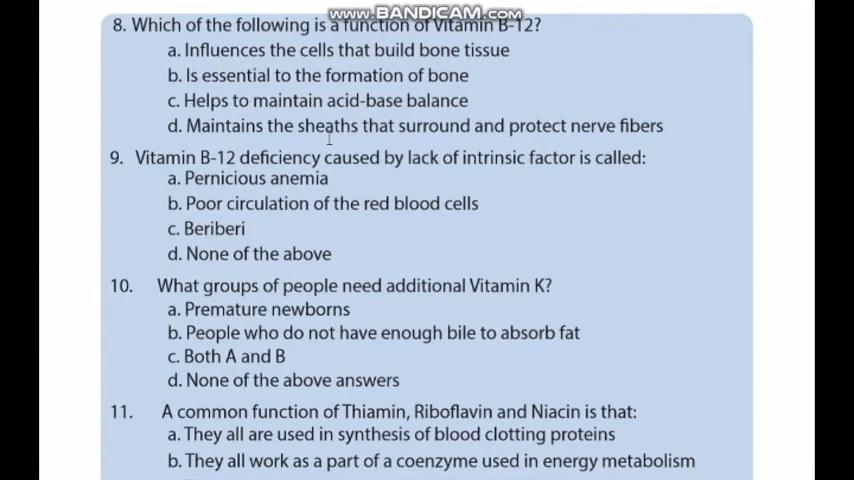 www.BANDICAM.com
8. Which of the following is a function of Vitamin B-12?
a. Influences the cells that build bone tissue
b. Is essential to the formation of bone
c. Helps to maintain acid-base balance
d. Maintains the sheaths that surround and protect nerve fibers
9. Vitamin B-12 deficiency caused by lack of intrinsic factor is called:
a. Pernicious anemia
b. Poor circulation of the red blood cells
c. Beriberi
d. None of the above
10. What groups of people need additional Vitamin K?
a. Premature newborns
b. People who do not have enough bile to absorb fat
c. Both A and B
d. None of the above answers
11. A common function of Thiamin, Riboflavin and Niacin is that:
a. They all are used in synthesis of blood clotting proteins
b. They all work as a part of a coenzyme used in energy metabolism